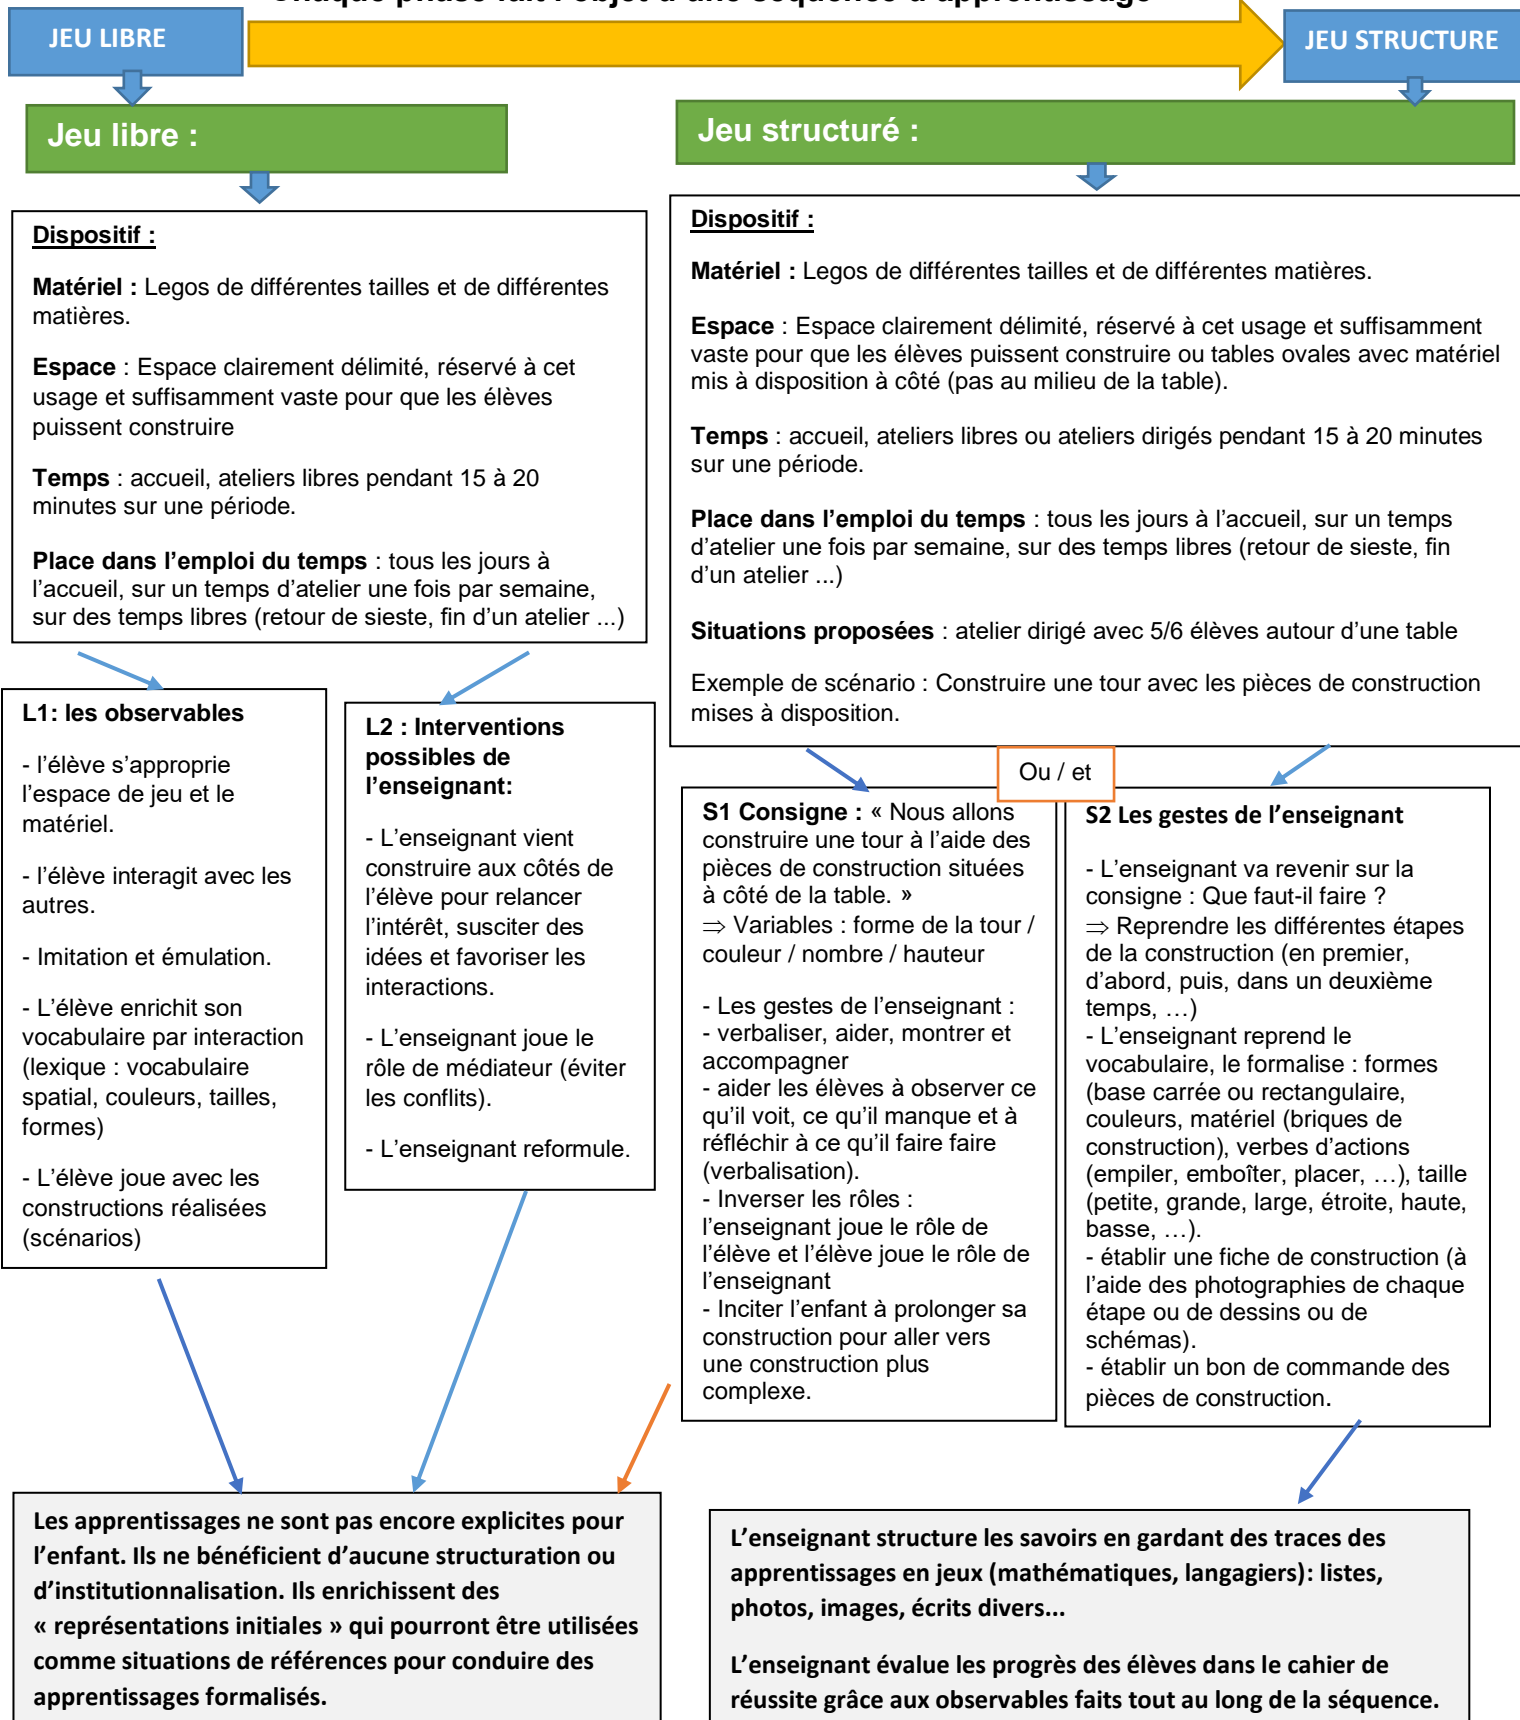 Chaque phase fait l'objet d'une séquence d'apprentissage
JEU LIBRE
JEU STRUCTURE
Jeu libre :
Jeu structuré :
Dispositif :
Matériel : Legos de différentes tailles et de différentes
matières.
Espace : Espace clairement délimité, réservé à cet
usage et suffisamment vaste pour que les élèves
puissent construire
Temps : accueil, ateliers libres pendant 15 à 20
minutes sur une période.
Place dans l’emploi du temps : tous les jours à
l’accueil, sur un temps d’atelier une fois par semaine,
sur des temps libres (retour de sieste, fin d’un atelier ...)
Dispositif :
Matériel : Legos de différentes tailles et de différentes matières.
Espace : Espace clairement délimité, réservé à cet usage et suffisamment
vaste pour que les élèves puissent construire ou tables ovales avec matériel
mis à disposition à côté (pas au milieu de la table).
Temps : accueil, ateliers libres ou ateliers dirigés pendant 15 à 20 minutes
sur une période.
Place dans l’emploi du temps : tous les jours à l’accueil, sur un temps
d’atelier une fois par semaine, sur des temps libres (retour de sieste, fin
d’un atelier ...)
Situations proposées : atelier dirigé avec 5/6 élèves autour d’une table
Exemple de scénario : Construire une tour avec les pièces de construction
mises à disposition.
L1: les observables
- l’élève s’approprie
l’espace de jeu et le
matériel.
- l’élève interagit avec les
autres.
- Imitation et émulation.
- L’élève enrichit son
vocabulaire par interaction
(lexique : vocabulaire
spatial, couleurs, tailles,
formes)
- L’élève joue avec les
constructions réalisées
(scénarios)
L2 : Interventions
possibles de
l’enseignant:
- L’enseignant vient
construire aux côtés de
l’élève pour relancer
l’intérêt, susciter des
idées et favoriser les
interactions.
- L’enseignant joue le
rôle de médiateur (éviter
les conflits).
- L’enseignant reformule.
Ou / et
S1 Consigne : « Nous allons
construire une tour à l’aide des
pièces de construction situées
à côté de la table. »
⇒ Variables : forme de la tour /
couleur / nombre / hauteur
- Les gestes de l’enseignant :
- verbaliser, aider, montrer et
accompagner
- aider les élèves à observer ce
qu’il voit, ce qu’il manque et à
réfléchir à ce qu’il faire faire
(verbalisation).
- Inverser les rôles :
l’enseignant joue le rôle de
l’élève et l’élève joue le rôle de
l’enseignant
- Inciter l’enfant à prolonger sa
construction pour aller vers
une construction plus
complexe.
S2 Les gestes de l’enseignant
- L’enseignant va revenir sur la
consigne : Que faut-il faire ?
⇒ Reprendre les différentes étapes
de la construction (en premier,
d’abord, puis, dans un deuxième
temps, …)
- L’enseignant reprend le
vocabulaire, le formalise : formes
(base carrée ou rectangulaire,
couleurs, matériel (briques de
construction), verbes d’actions
(empiler, emboîter, placer, …), taille
(petite, grande, large, étroite, haute,
basse, …).
- établir une fiche de construction (à
l’aide des photographies de chaque
étape ou de dessins ou de
schémas).
- établir un bon de commande des
pièces de construction.
Les apprentissages ne sont pas encore explicites pour
l’enfant. Ils ne bénéficient d’aucune structuration ou
d’institutionnalisation. Ils enrichissent des
« représentations initiales » qui pourront être utilisées
comme situations de références pour conduire des
apprentissages formalisés.
L’enseignant structure les savoirs en gardant des traces des
apprentissages en jeux (mathématiques, langagiers): listes,
photos, images, écrits divers...
L’enseignant évalue les progrès des élèves dans le cahier de
réussite grâce aux observables faits tout au long de la séquence.